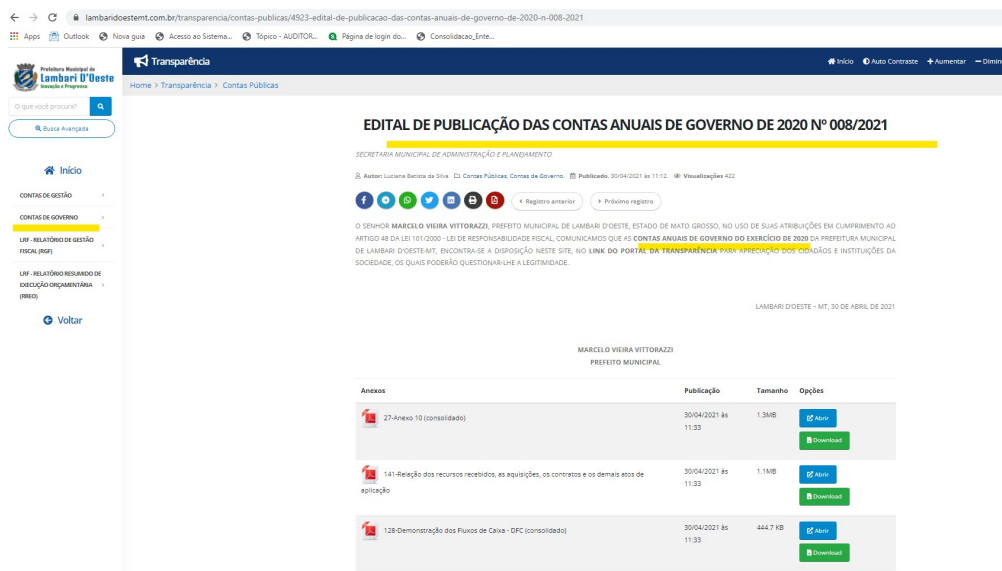 lambaridoestemt.com.br/transparencia/contas-publicas/4923-edital-de-publicacao-das-contas-anuais-de-governo-de-2020-n-008-2021
Apps Outlook Nova guia Acesso ao Sistema... Tópico - AUDITOR... Página de login do... Consolidacao_Ente...
Prefeitura Municipal de
Lambari D'Oeste
Inovação e Progresso
Transparência
Início Auto Contraste +Aumentar
Home > Transparência > Contas Públicas
O que você procura?
Busca Avançada
Início
CONTAS DE GESTÃO
CONTAS DE GOVERNO
LRF - RELATÓRIO DE GESTÃO
FISCAL (RGF)
LRF - RELATÓRIO RESUMIDO DE
EXECUÇÃO ORÇAMENTÁRIA
(RREO)
Voltar
EDITAL DE PUBLICAÇÃO DAS CONTAS ANUAIS DE GOVERNO DE 2020 Nº 008/2021
SECRETARIA MUNICIPAL DE ADMINISTRAÇÃO E PLANEJAMENTO
Autor: Luciana Batista da Silva Contas Públicas, Contas de Governo. Publicado, 30/04/2021 às 11:12. Visualizações 422
< Registro anterior > Próximo registro
O SENHOR MARCELO VIEIRA VITTORAZZI, PREFEITO MUNICIPAL DE LAMBARI D'OESTE, ESTADO DE MATO GROSSO, NO USO DE SUAS ATRIBUIÇÕES EM CUMPRIMENTO AO
ARTIGO 48 DA LEI 101/2000 - LEI DE RESPONSABILIDADE FISCAL, COMUNICAMOS QUE AS CONTAS ANUAIS DE GOVERNO DO EXERCÍCIO DE 2020 DA PREFEITURA MUNICIPAL
DE LAMBARI D'OESTE-MT, ENCONTRA-SE A DISPOSIÇÃO NESTE SITE, NO LINK DO PORTAL DA TRANSPARÊNCIA PARA APRECIAÇÃO DOS CIDADÃOS E INSTITUIÇÕES DA
SOCIEDADE, OS QUAIS PODERÃO QUESTIONAR-LHE A LEGITIMIDADE.
LAMBARI D'OESTE – MT, 30 DE ABRIL DE 2021
MARCELO VIEIRA VITTORAZZI
PREFEITO MUNICIPAL
Anexos Publicação Tamanho Opções
27-Anexo 10 (consolidado) 30/04/2021 às 1.3MB Abrir
11:33
Download
141-Relação dos recursos recebidos, as aquisições, os contratos e os demais atos de 30/04/2021 às 1.1MB Abrir
aplicação 11:33
Download
128-Demonstração dos Fluxos de Caixa - DFC (consolidado) 30/04/2021 às 444.7 KB Abrir
11:33
Download